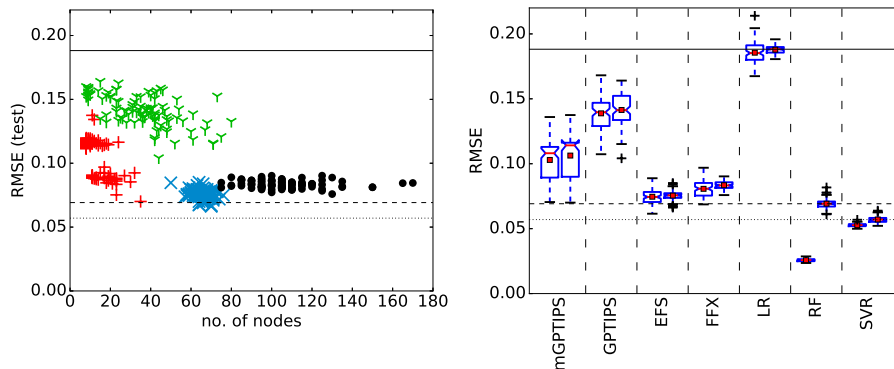 0.20
0.15
0.10
0.05
0.00
RMSE (test)
0 20 40 60 80 100 120 140 160 180
no. of nodes
0.20
0.15
0.10
0.05
0.00
RMSE
mGPTIPS
GPTIPS
EFS
FFX
LR
RF
SVR